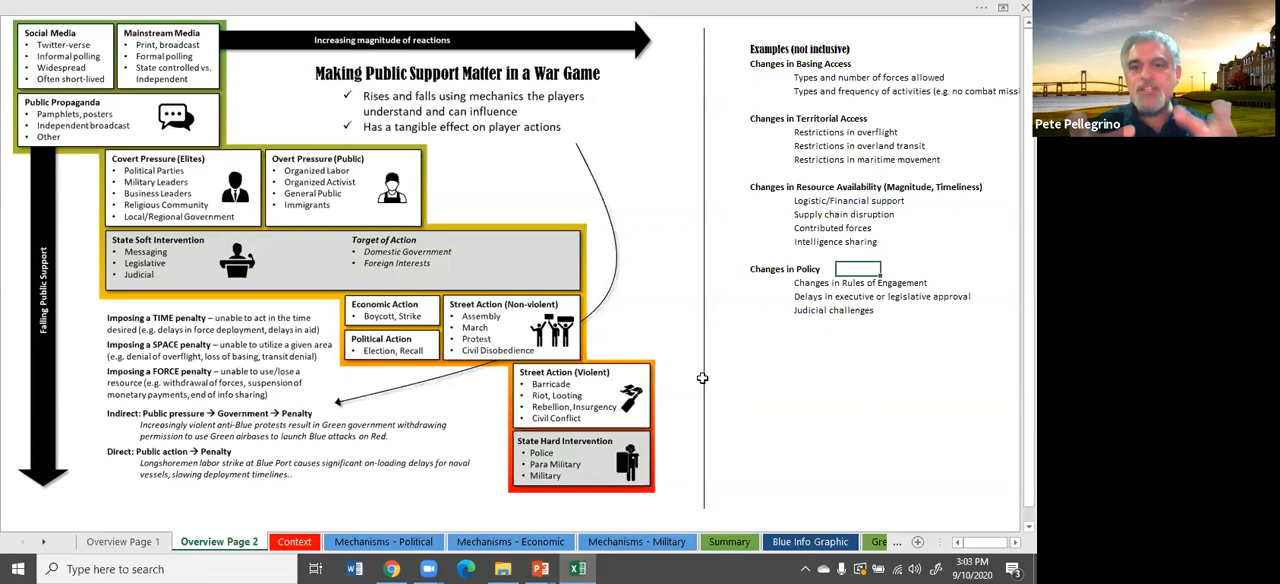 Social Media
• Twitter-verse
• Informal polling
• Widespread
• Often short-lived
Mainstream Media
• Print, broadcast
• Formal polling
• State controlled vs. Independent
Public Propaganda
• Pamphlets, posters
• Independent broadcast
• Other
Increasing magnitude of reactions
Making Public Support Matter in a War Game
✓ Rises and falls using mechanics the players
understand and can influence
✓ Has a tangible effect on player actions
Covert Pressure (Elites)
• Political Parties
• Military Leaders
• Business Leaders
• Religious Community
• Local/Regional Government
Overt Pressure (Public)
• Organized Labor
• Organized Activist
• General Public
• Immigrants
State Soft Intervention
• Messaging
• Legislative
• Judicial
Target of Action
• Domestic Government
• Foreign Interests
Falling Public Support
Economic Action
• Boycott, Strike
Political Action
• Election, Recall
Street Action (Non-violent)
• Assembly
• March
• Protest
• Civil Disobedience
Street Action (Violent)
• Barricade
• Riot, Looting
• Rebellion, Insurgency
• Civil Conflict
State Hard Intervention
• Police
• Para Military
• Military
Imposing a TIME penalty – unable to act in the time
desired (e.g. delays in force deployment, delays in aid)
Imposing a SPACE penalty – unable to utilize a given area
(e.g. denial of overflight, loss of basing, transit denial)
Imposing a FORCE penalty – unable to use/lose a
resource (e.g. withdrawal of forces, suspension of
monetary payments, end of info sharing)
Indirect: Public pressure → Government → Penalty
Increasingly violent anti-Blue protests result in Green government withdrawing
permission to use Green airbases to launch Blue attacks on Red.
Direct: Public action → Penalty
Longshoremen labor strike at Blue Port causes significant on-loading delays for naval
vessels, slowing deployment timelines..
Examples (not inclusive)
Changes in Basing Access
Types and number of forces allowed
Types and frequency of activities (e.g. no combat missi
Changes in Territorial Access
Restrictions in overflight
Restrictions in overland transit
Restrictions in maritime movement
Changes in Resource Availability (Magnitude, Timeliness)
Logistic/Financial support
Supply chain disruption
Contributed forces
Intelligence sharing
Changes in Policy
Changes in Rules of Engagement
Delays in executive or legislative approval
Judicial challenges
Pete Pellegrino
Overview Page 1
Overview Page 2
Context
Mechanisms - Political
Mechanisms - Economic
Mechanisms - Military
Summary
Blue Info Graphic
Gre
...
Type here to search
3:03 PM
9/10/2020
3